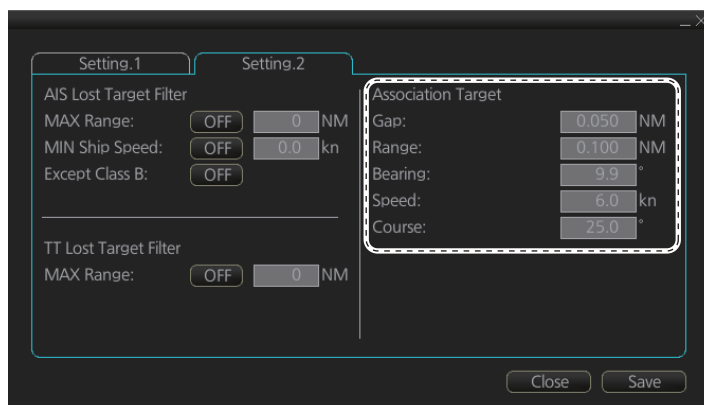 Setting.1
Setting.2
AIS Lost Target Filter
MAX Range: OFF 0 NM
MIN Ship Speed: OFF 0.0 kn
Except Class B: OFF
TT Lost Target Filter
MAX Range: OFF 0 NM
Association Target
Gap: 0.050 NM
Range: 0.100 NM
Bearing: 9.9 °
Speed: 6.0 kn
Course: 25.0 °
Close
Save